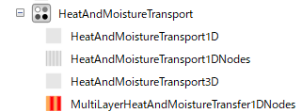 HeatAndMoistureTransport
HeatAndMoistureTransport1D
HeatAndMoistureTransport1DNodes
HeatAndMoistureTransport3D
MultiLayerHeatAndMoistureTransfer1DNodes